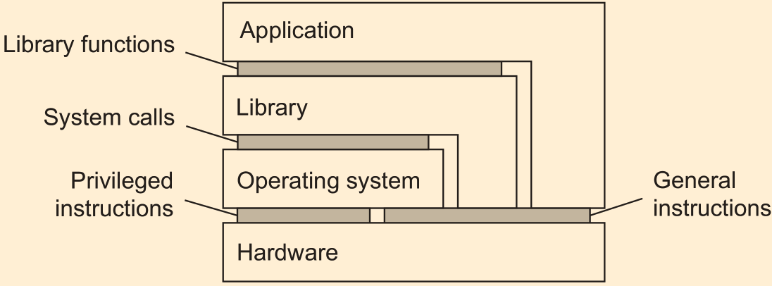 Application
Library functions
Library
System calls
Operating system
Privileged
instructions
General
instructions
Hardware